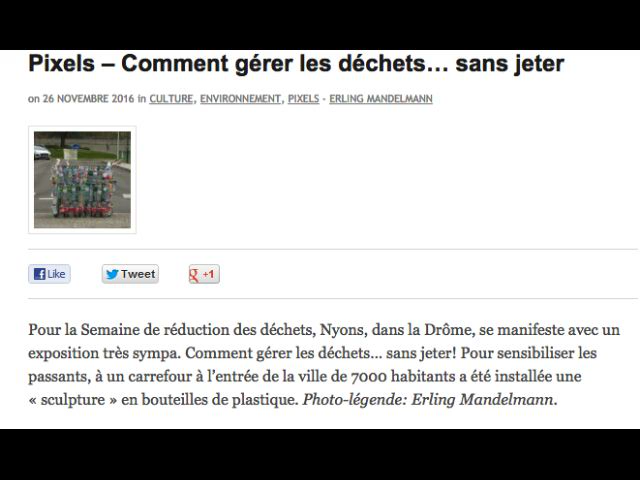 Pixels – Comment gérer les déchets… sans jeter
on 26 NOVEMBRE 2016 in CULTURE, ENVIRONNEMENT, PIXELS - ERLING MANDELMANN
Like Tweet +1
Pour la Semaine de réduction des déchets, Nyons, dans la Drôme, se manifeste avec un
exposition très sympa. Comment gérer les déchets… sans jeter! Pour sensibiliser les
passants, à un carrefour à l’entrée de la ville de 7000 habitants a été installée une
« sculpture » en bouteilles de plastique. Photo-légende: Erling Mandelmann.